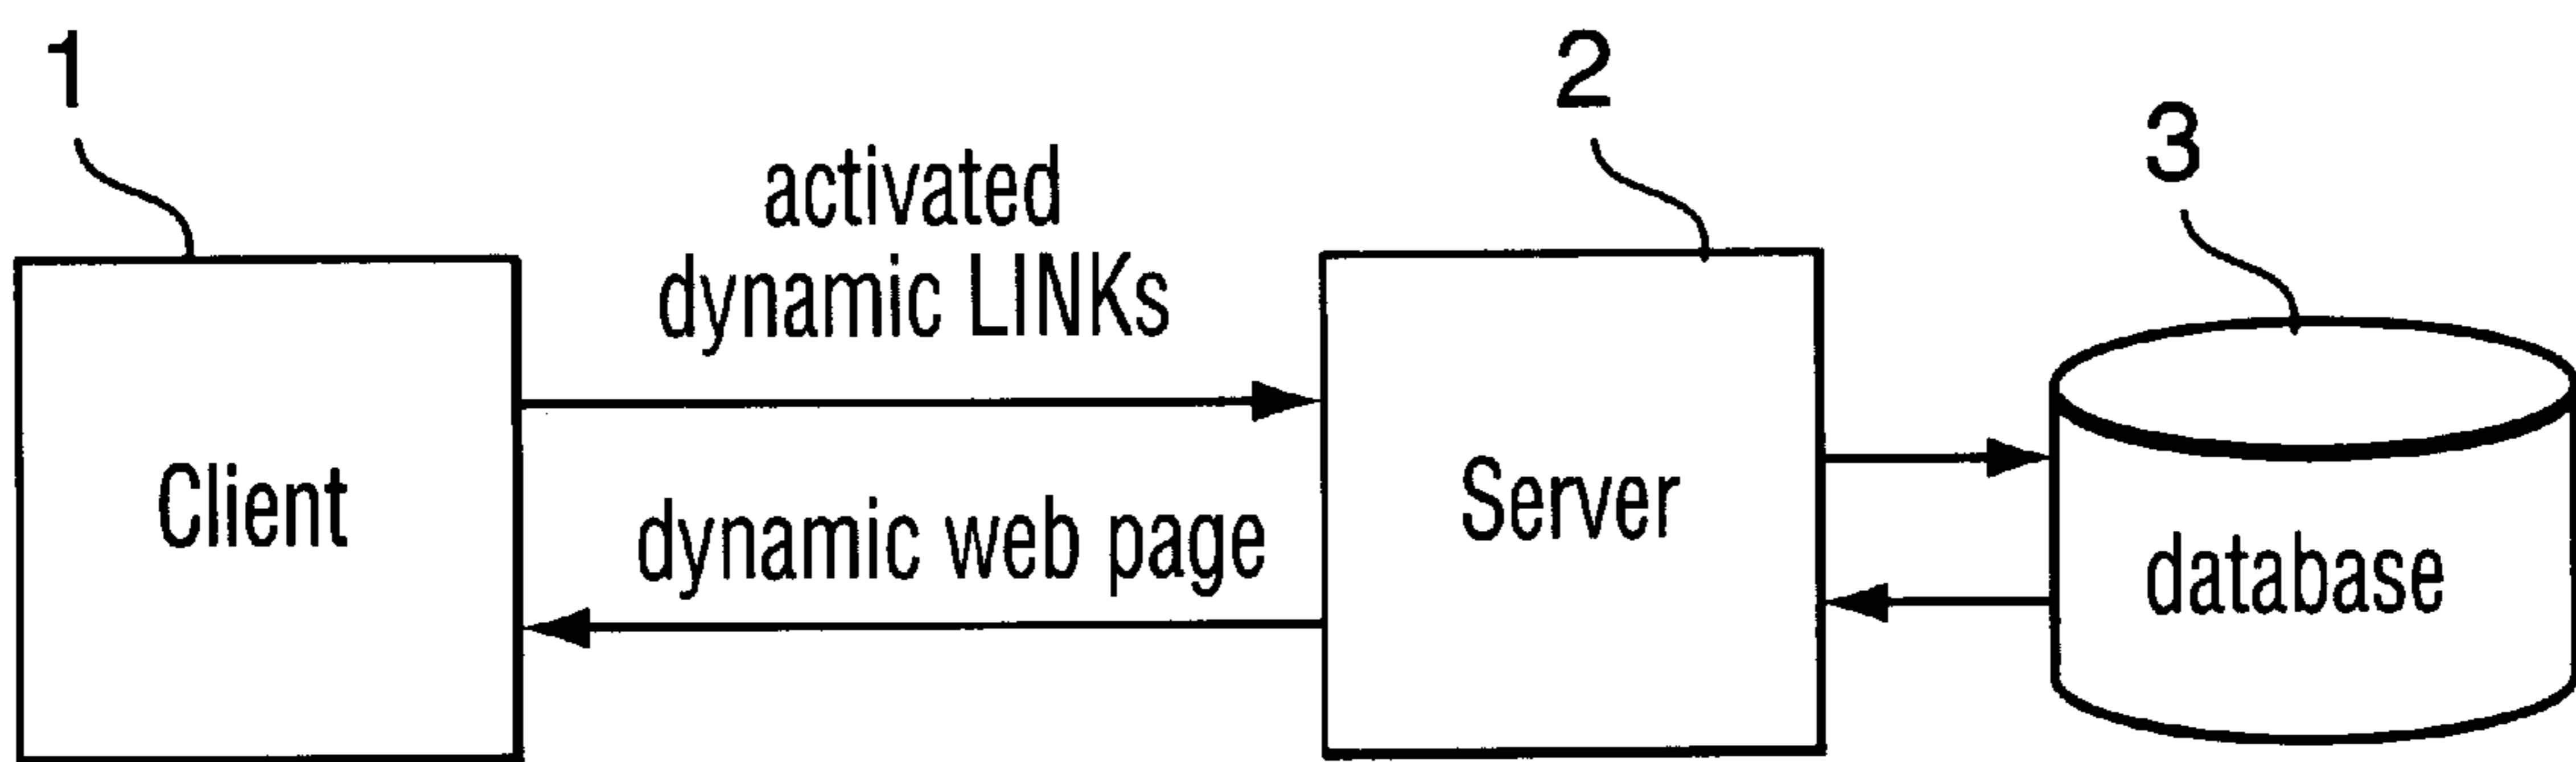 1
2
3
activated
dynamic LINKs
Client
dynamic web page
Server
database